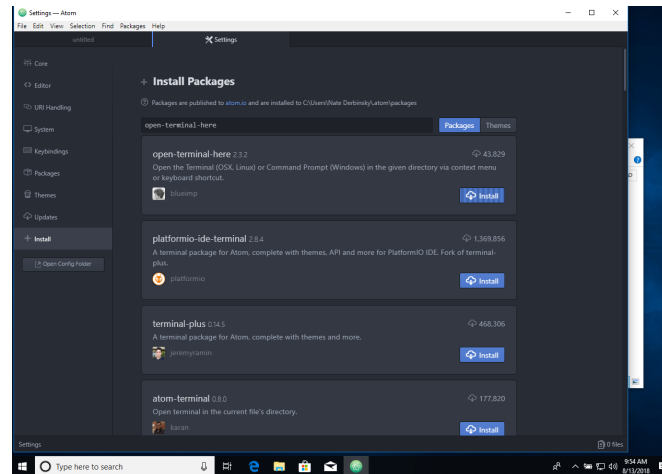 Settings — Atom
File Edit View Selection Find Packages Help
untitled
Settings
Core
Editor
URI Handling
System
Keybindings
Packages
Themes
Updates
Install
Open Config Folder
Install Packages
Packages are published to atom.io and are installed to C:\Users\Nate Derbinsky\.atom\packages
open-terminal-here
Packages Themes
open-terminal-here 2.3.2 43,829
Open the Terminal (OSX, Linux) or Command Prompt (Windows) in the given directory via context menu
or keyboard shortcut.
blueimp Install
platformio-ide-terminal 2.8.4 1,369,856
A terminal package for Atom, complete with themes, API and more for PlatformIO IDE. Fork of terminal-
plus.
platformio Install
terminal-plus 0.14.5 468,306
A terminal package for Atom, complete with themes and more.
jeremyramin Install
atom-terminal 0.8.0 177,820
Open terminal in the current file's directory.
karan Install
Settings 0 files
Type here to search
9:54 AM
8/13/2018